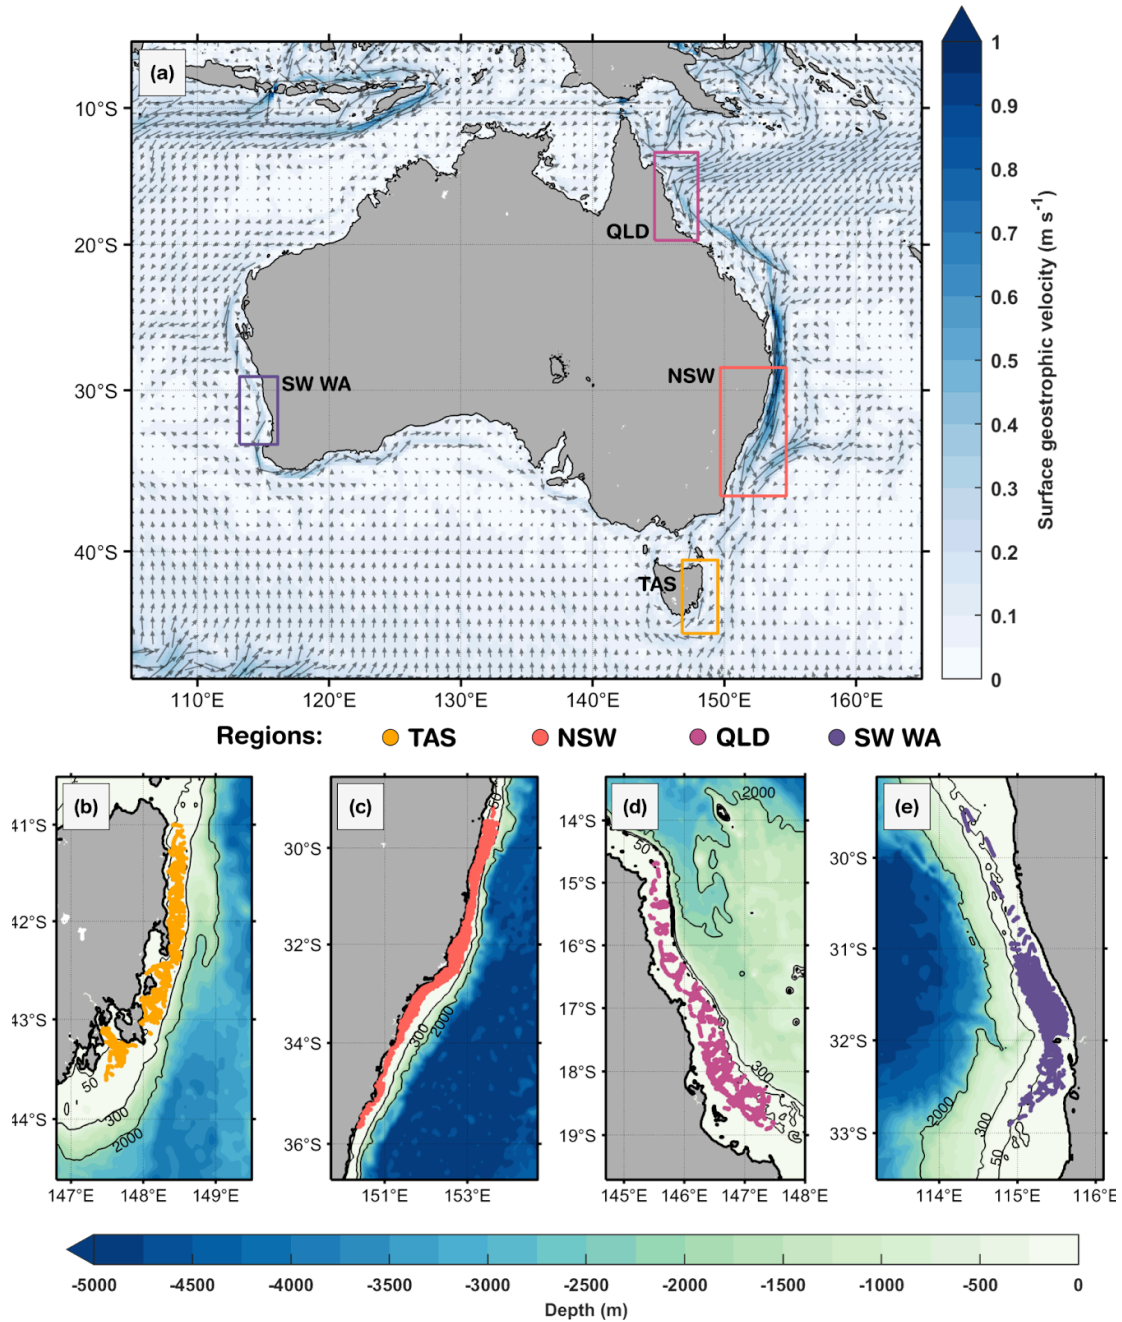 (a)
10°S
20°S
30°S
40°S
QLD
NSW
SW WA
TAS
110°E 120°E 130°E 140°E 150°E 160°E
1
0.9
0.8
0.7
0.6
0.5
0.4
0.3
0.2
0.1
0
Surface geostrophic velocity (m s⁻¹)
Regions: TAS NSW QLD SW WA
(b)
41°S
42°S
43°S
44°S
50
300
2000
147°E 148°E 149°E
(c)
30°S
32°S
34°S
36°S
50
300
2000
151°E 153°E
(d)
14°S
15°S
16°S
17°S
18°S
19°S
2000
50
300
145°E 146°E 147°E 148°E
(e)
30°S
31°S
32°S
33°S
2000
300
50
114°E 115°E 116°E
-5000 -4500 -4000 -3500 -3000 -2500 -2000 -1500 -1000 -500 0
Depth (m)